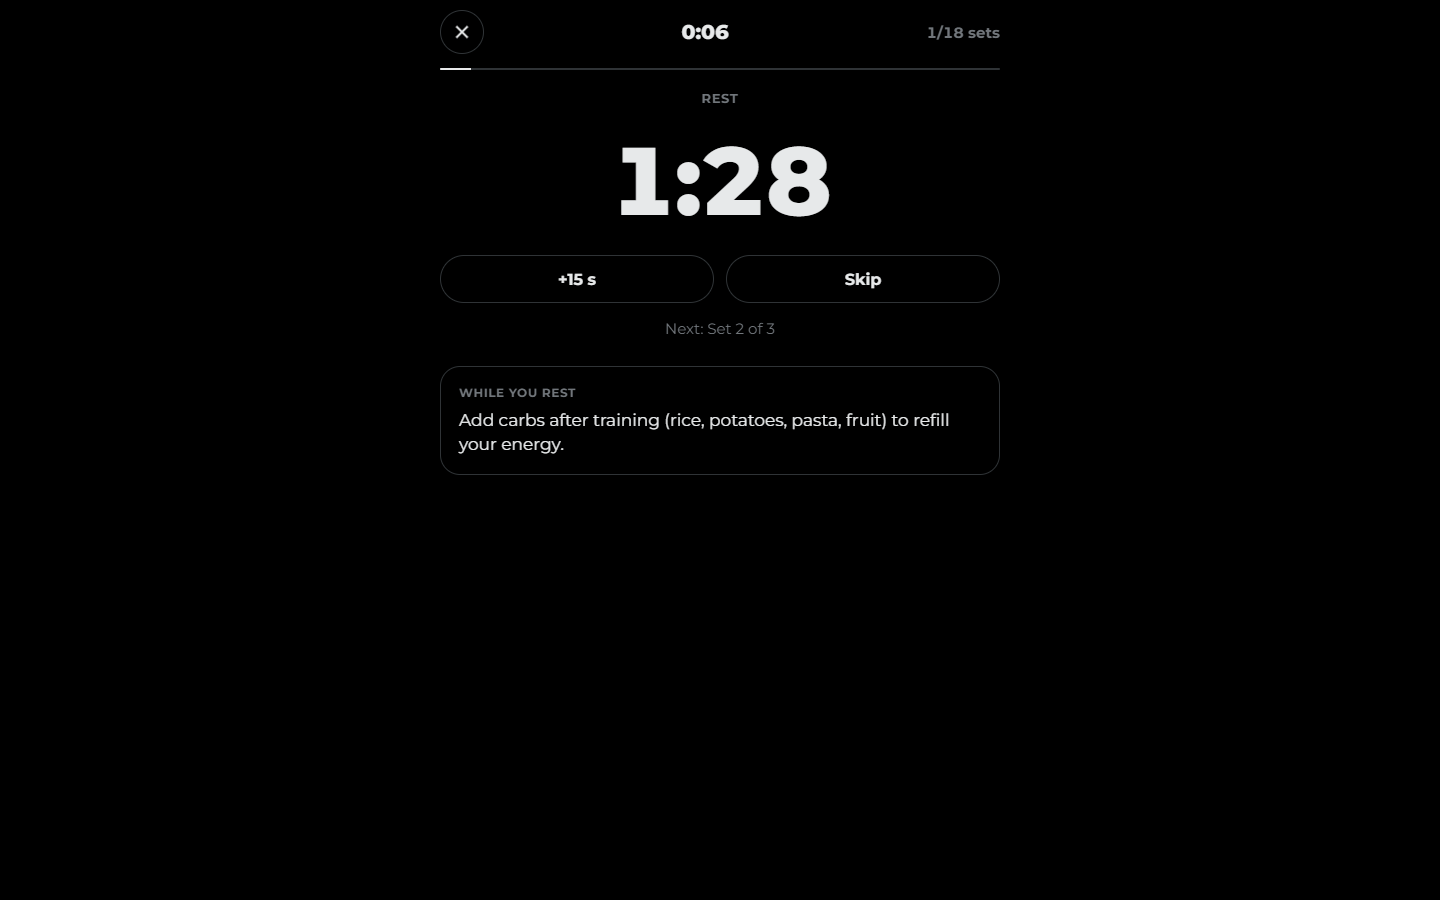 0:06
1/18 sets
REST
1:28
+15 s
Skip
Next: Set 2 of 3
WHILE YOU REST
Add carbs after training (rice, potatoes, pasta, fruit) to refill
your energy.